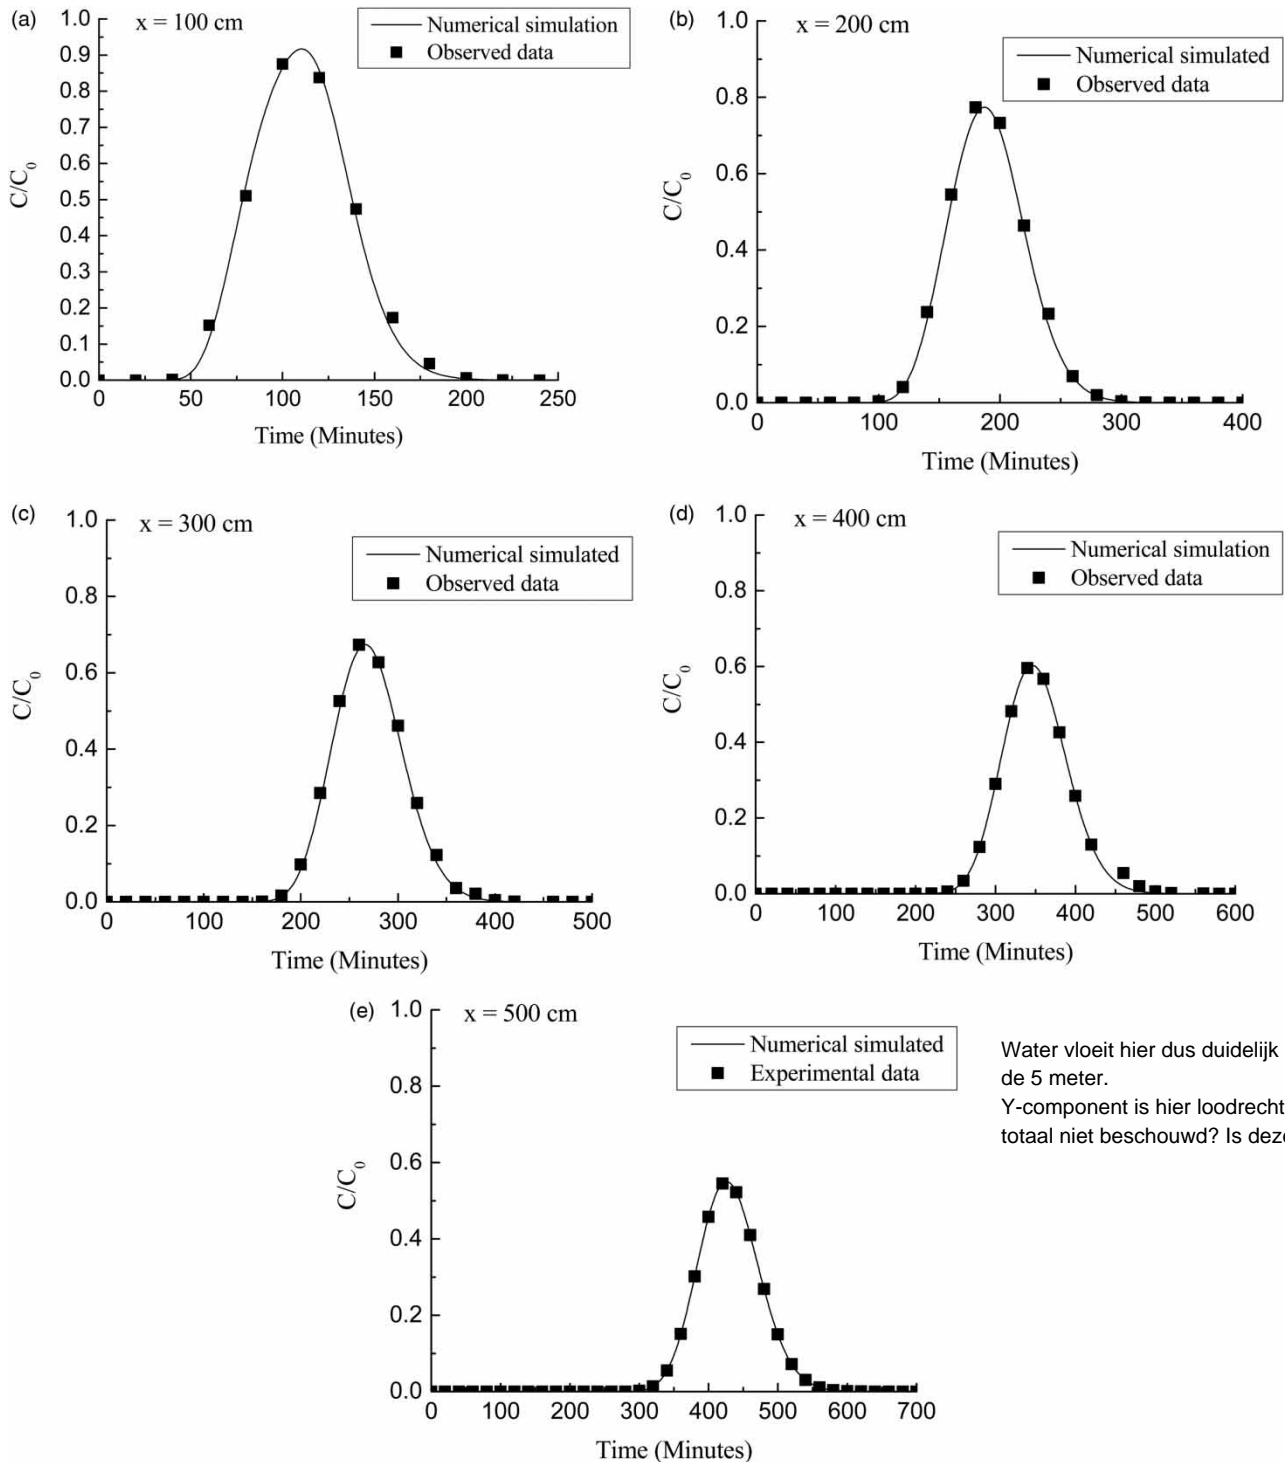 (a)
x = 100 cm
Numerical simulation
Observed data
C/C₀
1.0
0.9
0.8
0.7
0.6
0.5
0.4
0.3
0.2
0.1
0.0
0 50 100 150 200 250
Time (Minutes)
(b)
x = 200 cm
Numerical simulated
Observed data
C/C₀
1.0
0.8
0.6
0.4
0.2
0.0
0 100 200 300 400
Time (Minutes)
(c)
x = 300 cm
Numerical simulated
Observed data
C/C₀
1.0
0.8
0.6
0.4
0.2
0.0
0 100 200 300 400 500
Time (Minutes)
(d)
x = 400 cm
Numerical simulation
Observed data
C/C₀
1.0
0.8
0.6
0.4
0.2
0.0
0 100 200 300 400 500 600
Time (Minutes)
(e)
x = 500 cm
Numerical simulated
Experimental data
C/C₀
1.0
0.8
0.6
0.4
0.2
0.0
0 100 200 300 400 500 600 700
Time (Minutes)
Water vloeit hier dus duidelijk
de 5 meter.
Y-component is hier loodrecht
totaal niet beschouwd? Is deze